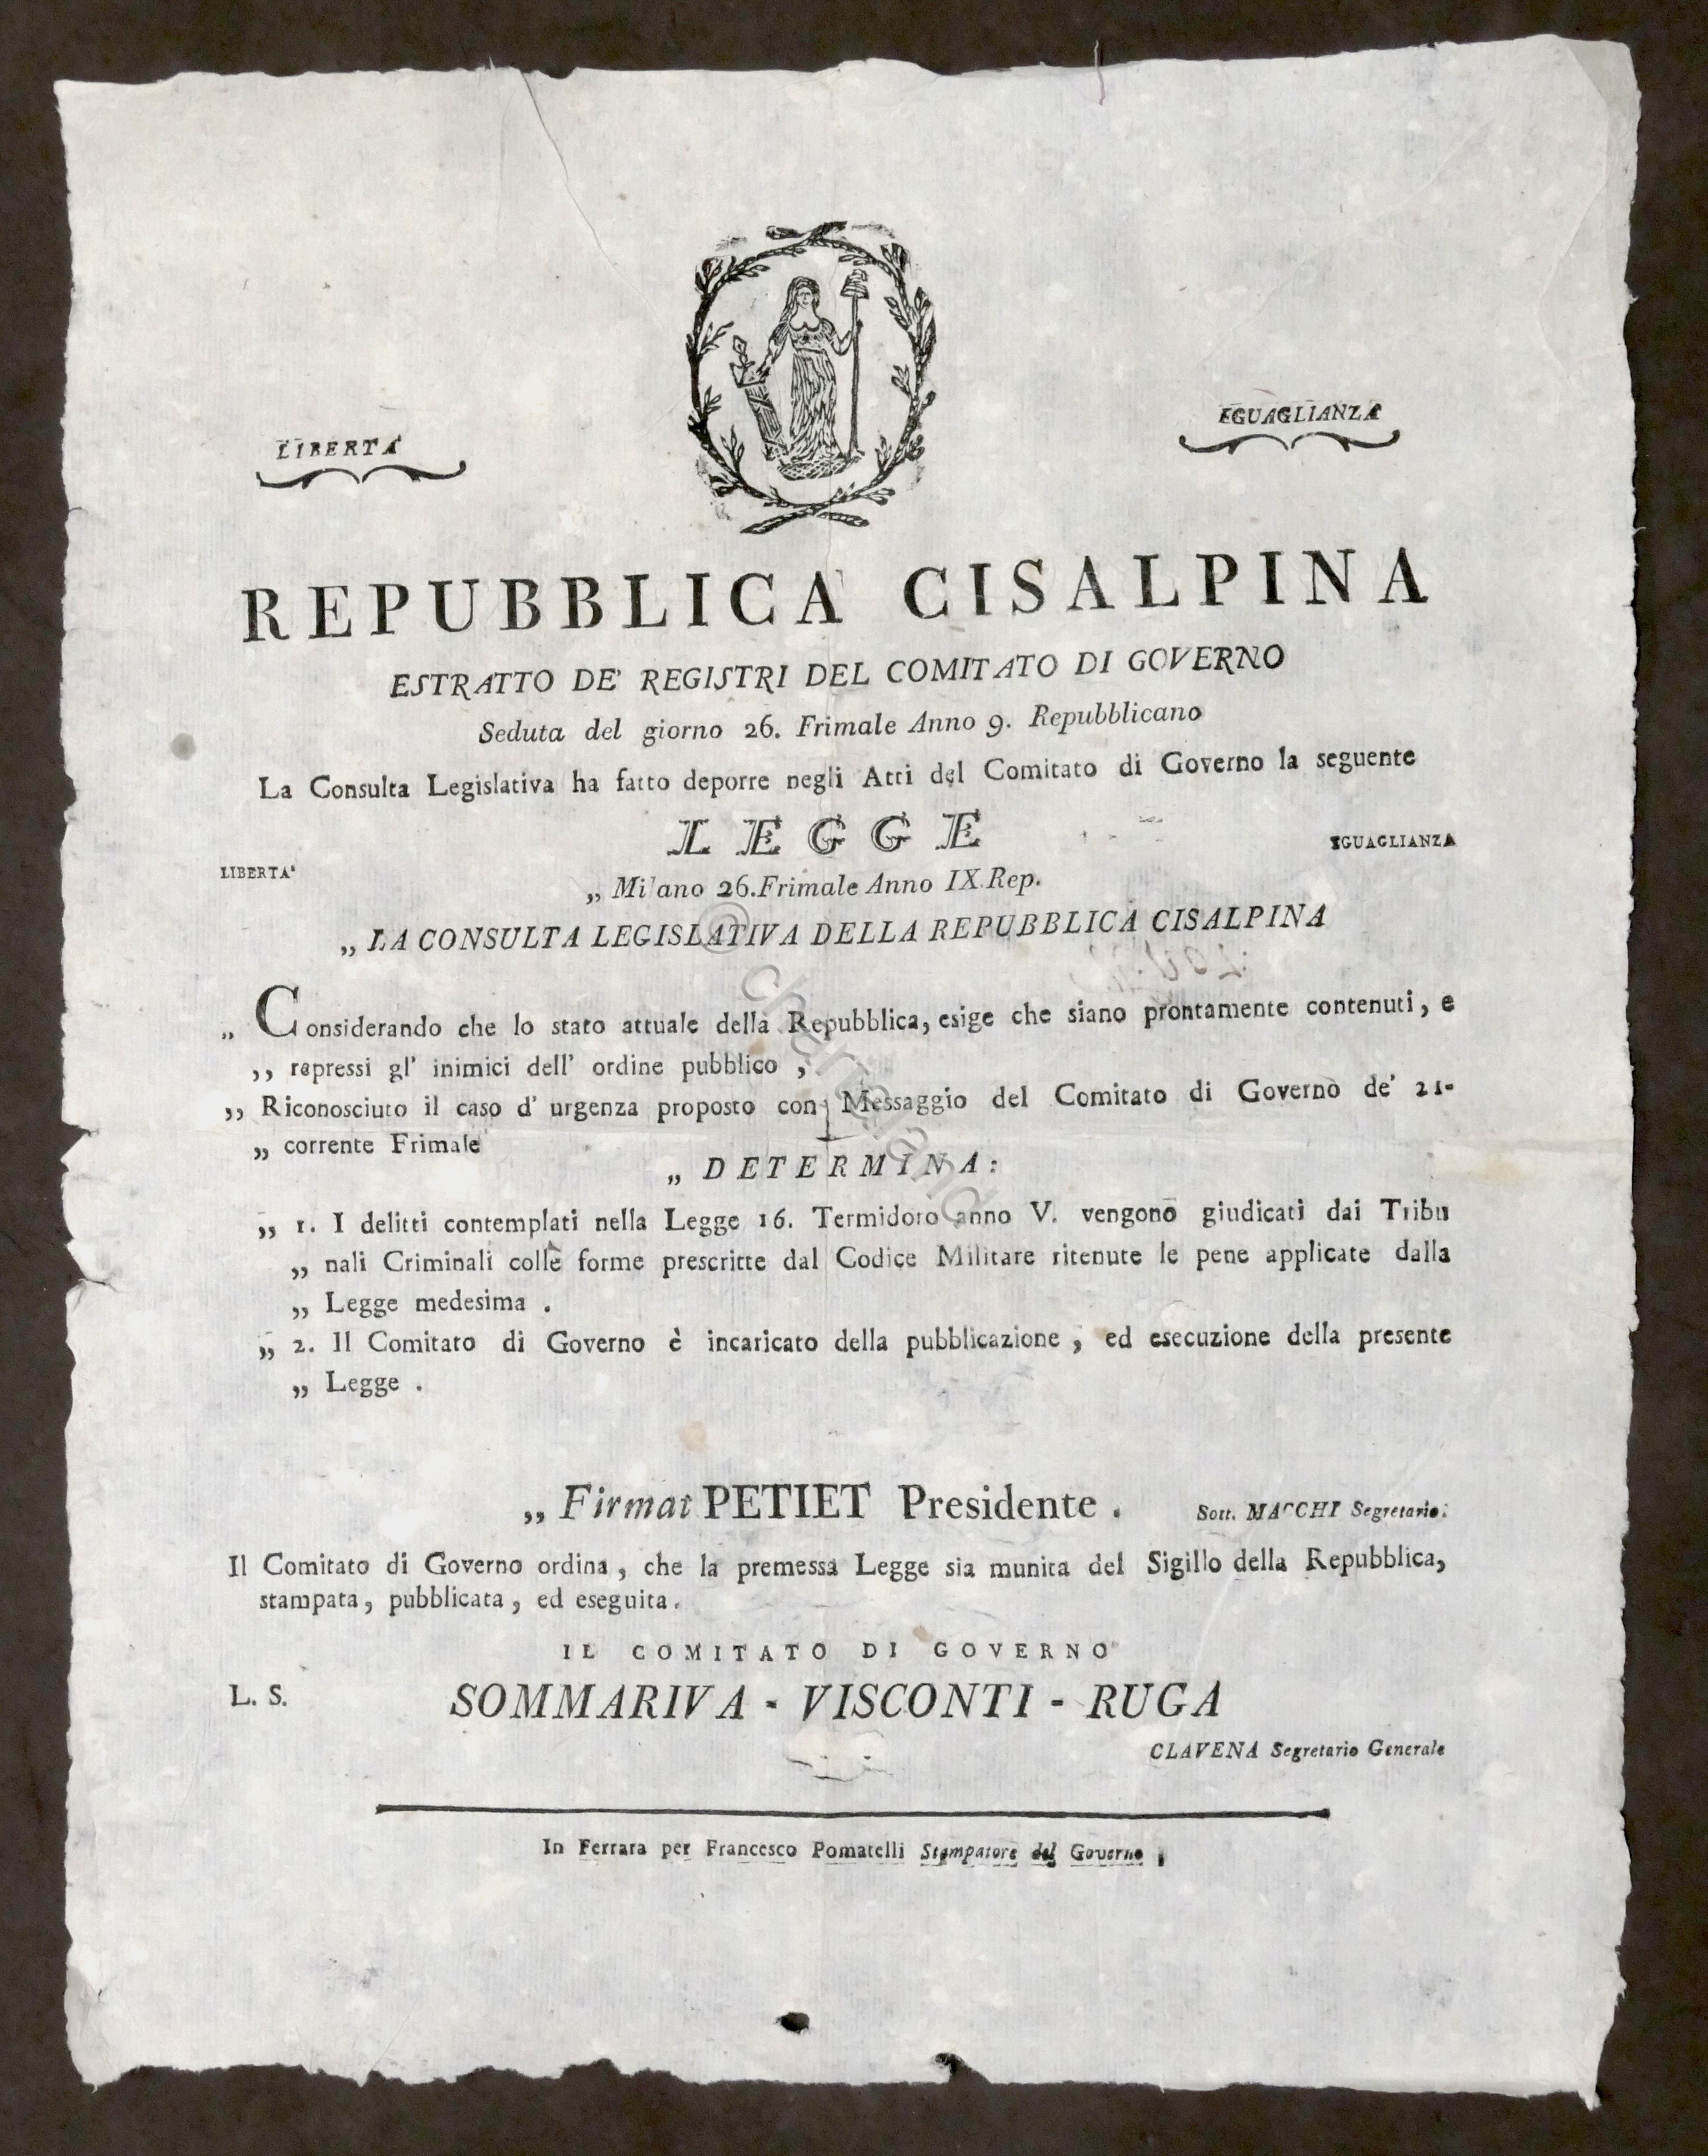 LIBERTA'
EGUAGLIANZA
REPUBBLICA CISALPINA
ESTRATTO DE' REGISTRI DEL COMITATO DI GOVERNO
Seduta del giorno 26. Frimale Anno 9. Repubblicano
La Consulta Legislativa ha fatto deporre negli Atti del Comitato di Governo la seguente
LEGGE
LIBERTA'
EGUAGLIANZA
„ Milano 26. Frimale Anno IX. Rep.
„ LA CONSULTA LEGISLATIVA DELLA REPUBBLICA CISALPINA
„ Considerando che lo stato attuale della Repubblica, esige che siano prontamente contenuti, e
„ repressi gl' inimici dell' ordine pubblico ,
„ Riconosciuto il caso d' urgenza proposto con Messaggio del Comitato di Governo de' 21-
„ corrente Frimale
„ DETERMINA:
„ 1. I delitti contemplati nella Legge 16. Termidoro anno V. vengono giudicati dai Tribu
„ nali Criminali colle forme prescritte dal Codice Militare ritenute le pene applicate dalla
„ Legge medesima .
„ 2. Il Comitato di Governo è incaricato della pubblicazione , ed esecuzione della presente
„ Legge .
„ Firmat PETIET Presidente . Sott. MACCHI Segretario.
Il Comitato di Governo ordina , che la premessa Legge sia munita del Sigillo della Repubblica,
stampata, pubblicata , ed eseguita .
IL COMITATO DI GOVERNO
L. S. SOMMARIVA - VISCONTI - RUGA
CLAVENA Segretario Generale
In Ferrara per Francesco Pomatelli Stampatore del Governo